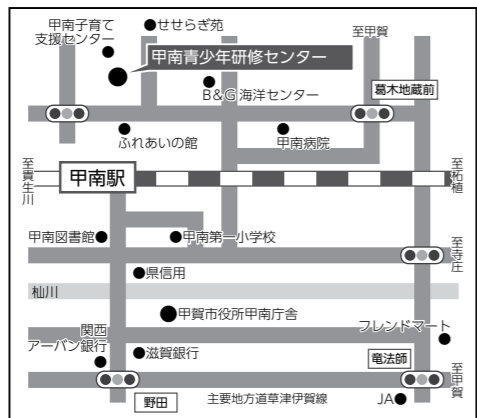 甲南子育て
支援センター
せせらぎ苑
至甲賀
甲南青少年研修センター
B&G 海洋センター
葛木地蔵前
ふれあいの館
甲南病院
至貴生川
甲南駅
至柘植
甲南図書館
甲南第一小学校
至寺庄
県信用
杣川
甲賀市役所甲南庁舎
フレンドマート
関西
アーバン銀行
滋賀銀行
竜法師
野田
主要地方道草津伊賀線
JA
至甲賀